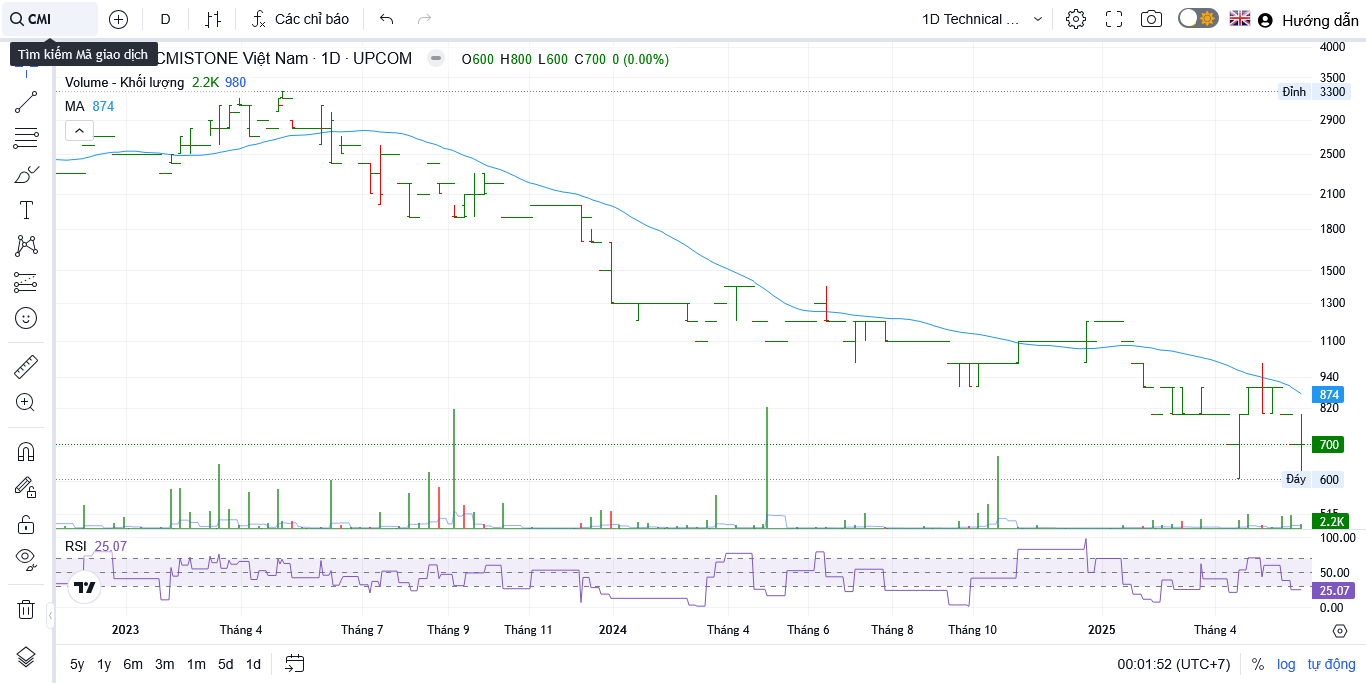 CMI
D
Các chỉ báo
1D Technical ...
Hướng dẫn
Tìm kiếm Mã giao dịch
CMISTONE Việt Nam · 1D · UPCOM
O600 H800 L600 C700 0 (0.00%)
Volume - Khối lượng 2.2K 980
MA 874
4000
3500
Đỉnh 3300
2900
2500
2100
1800
1500
1300
1100
940
874
820
700
Đáy 600
515
2.2K
RSI 25.07
100.00
50.00
25.07
0.00
2023 Tháng 4 Tháng 7 Tháng 9 Tháng 11 2024 Tháng 4 Tháng 6 Tháng 8 Tháng 10 2025 Tháng 4
5y 1y 6m 3m 1m 5d 1d
00:01:52 (UTC+7) % log tự động